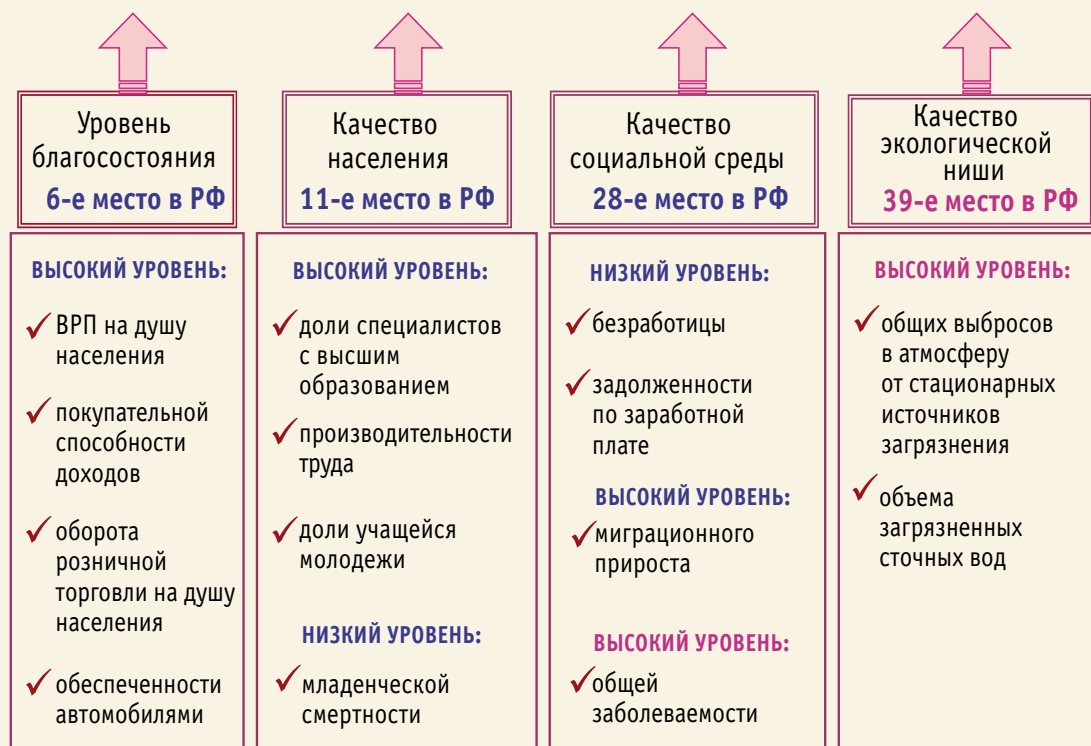 Уровень
благосостояния
6-е место в РФ
ВЫСОКИЙ УРОВЕНЬ:
ВРП на душу
населения
покупательной
способности
доходов
оборота
розничной
торговли на душу
населения
обеспеченности
автомобилями
Качество
населения
11-е место в РФ
ВЫСОКИЙ УРОВЕНЬ:
доли специалистов
с высшим
образованием
производительности
труда
доли учащейся
молодежи
НИЗКИЙ УРОВЕНЬ:
младенческой
смертности
Качество
социальной среды
28-е место в РФ
НИЗКИЙ УРОВЕНЬ:
безработицы
задолженности
по заработной
плате
ВЫСОКИЙ УРОВЕНЬ:
миграционного
прироста
ВЫСОКИЙ УРОВЕНЬ:
общей
заболеваемости
Качество
экологической
ниши
39-е место в РФ
ВЫСОКИЙ УРОВЕНЬ:
общих выбросов
в атмосферу
от стационарных
источников
загрязнения
объема
загрязненных
сточных вод